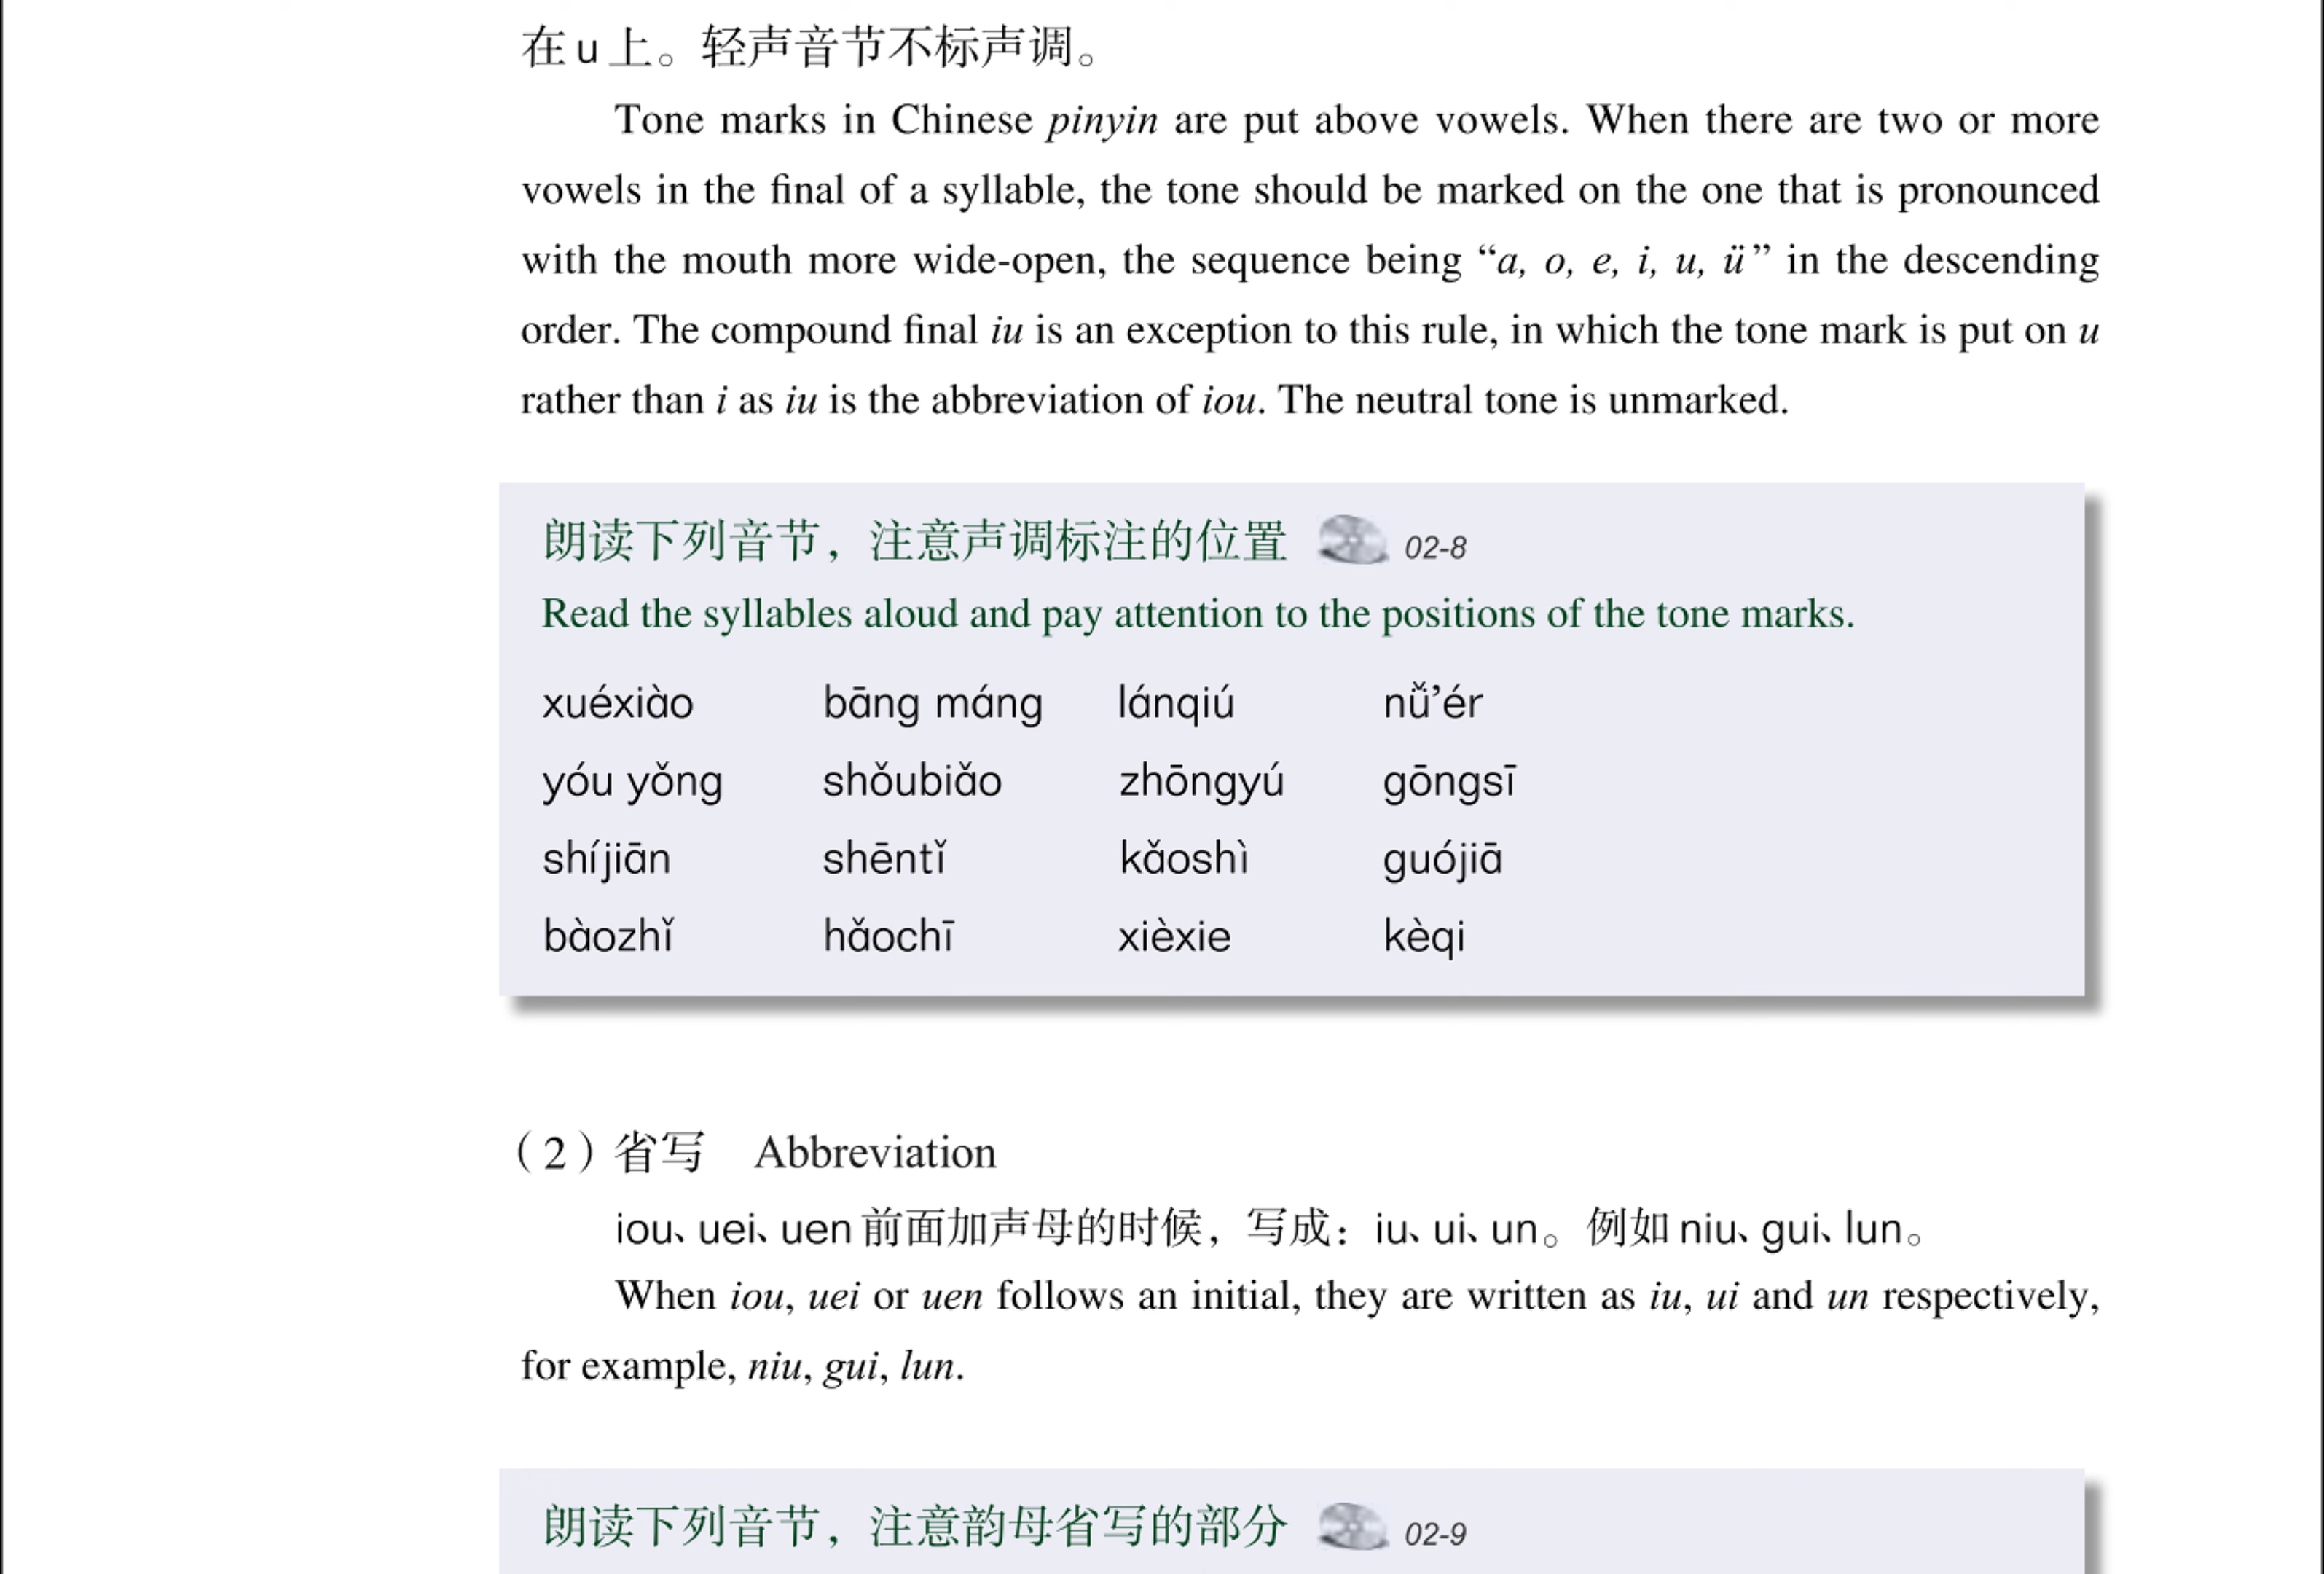 在 u 上。轻声音节不标声调。
Tone marks in Chinese pinyin are put above vowels. When there are two or more
vowels in the final of a syllable, the tone should be marked on the one that is pronounced
with the mouth more wide-open, the sequence being “a, o, e, i, u, ü” in the descending
order. The compound final iu is an exception to this rule, in which the tone mark is put on u
rather than i as iu is the abbreviation of iou. The neutral tone is unmarked.
朗读下列音节，注意声调标注的位置 02-8
Read the syllables aloud and pay attention to the positions of the tone marks.
xuéxiào bāng máng lánqiú nǚ’ér
yóu yǒng shǒubiǎo zhōngyú gōngsī
shíjiān shēntǐ kǎoshì guójiā
bàozhǐ hǎochī xièxie kèqi
（2）省写 Abbreviation
iou、uei、uen 前面加声母的时候，写成：iu、ui、un。例如 niu、gui、lun。
When iou, uei or uen follows an initial, they are written as iu, ui and un respectively,
for example, niu, gui, lun.
朗读下列音节，注意韵母省写的部分 02-9